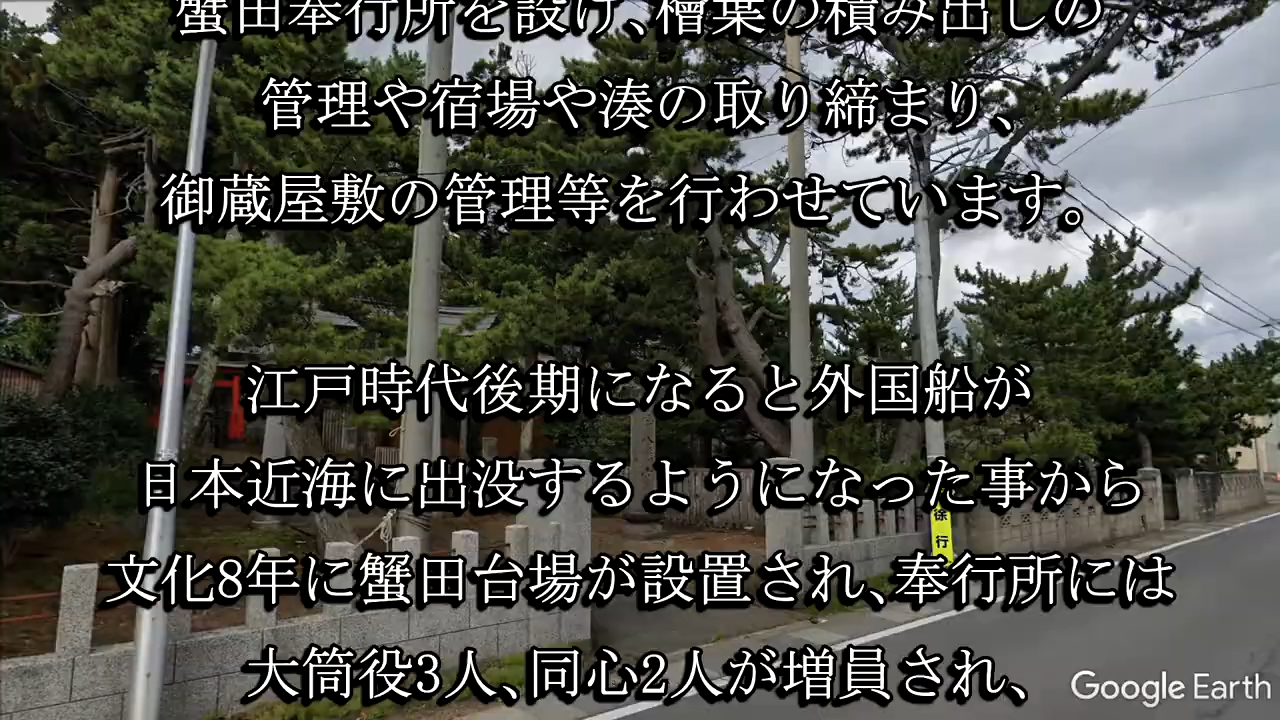 蟹田奉行所を設け、檜葉の積み出しの
管理や宿場や湊の取り締まり、
御蔵屋敷の管理等を行わせています。
江戸時代後期になると外国船が
日本近海に出没するようになった事から
徐行
文化8年に蟹田台場が設置され、奉行所には
大筒役3人、同心2人が増員され、
Google Earth